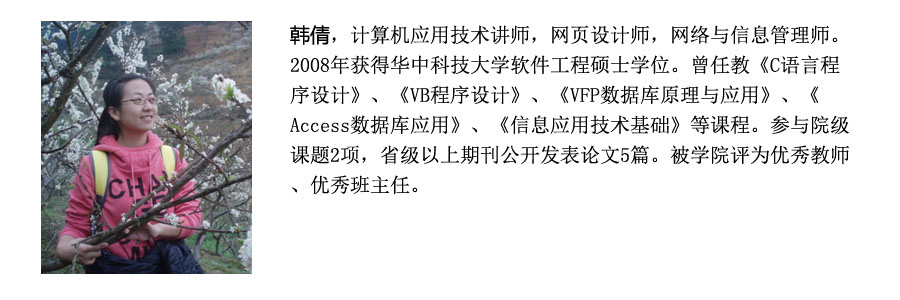 韩倩，计算机应用技术讲师，网页设计师，网络与信息管理师。
2008年获得华中科技大学软件工程硕士学位。曾任教《C语言程
序设计》、《VB程序设计》、《VFP数据库原理与应用》、《
Access数据库应用》、《信息应用技术基础》等课程。参与院级
课题2项，省级以上期刊公开发表论文5篇。被学院评为优秀教师
、优秀班主任。